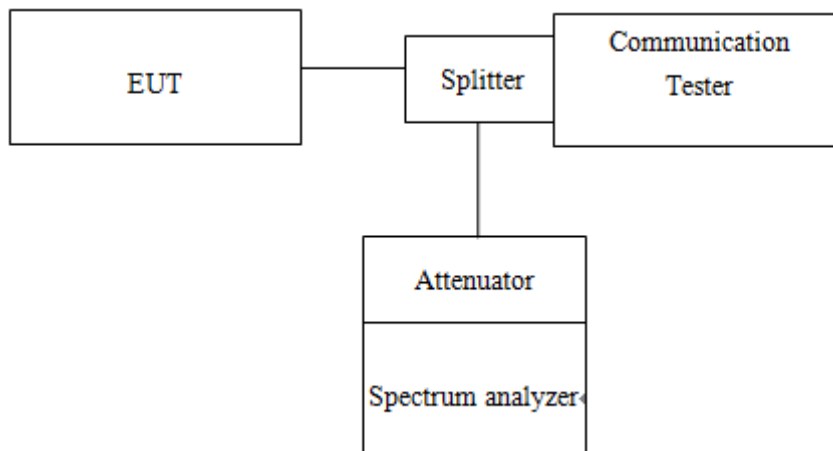 EUT
Splitter
Communication
Tester
Attenuator
Spectrum analyzer